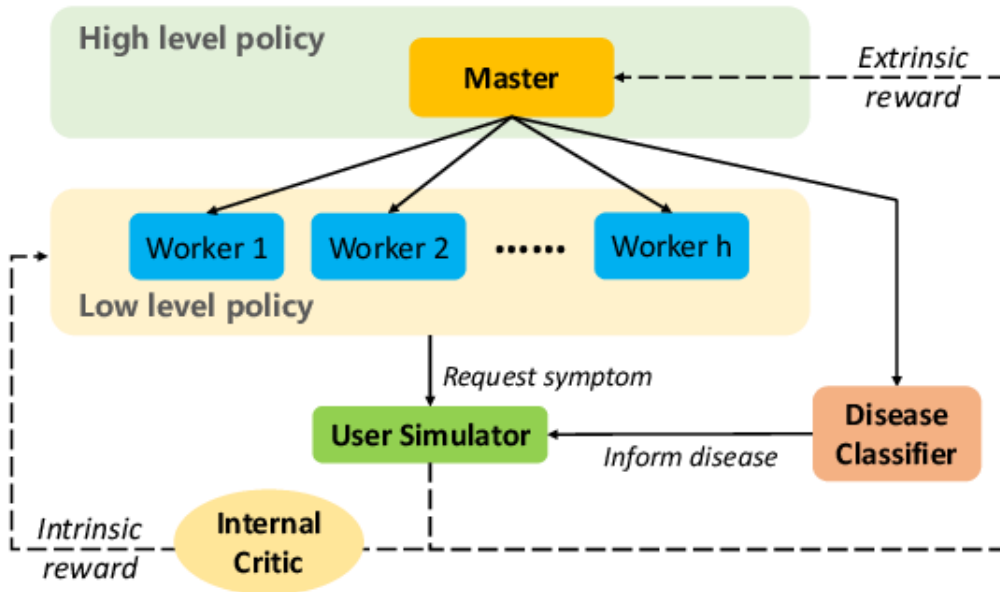 High level policy
Master
Extrinsic
reward
Worker 1
Worker 2
......
Worker h
Low level policy
Request symptom
User Simulator
Disease
Classifier
Inform disease
Internal
Critic
Intrinsic
reward